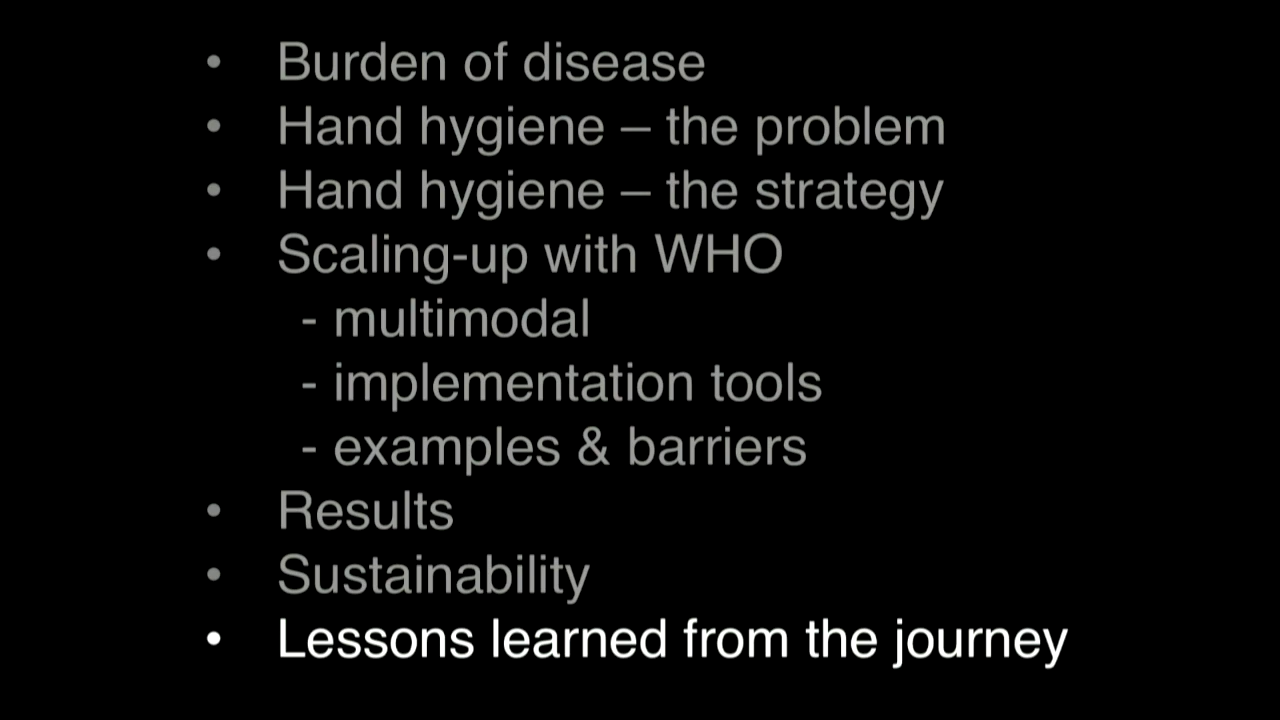 • Burden of disease
• Hand hygiene – the problem
• Hand hygiene – the strategy
• Scaling-up with WHO
- multimodal
- implementation tools
- examples & barriers
• Results
• Sustainability
• Lessons learned from the journey